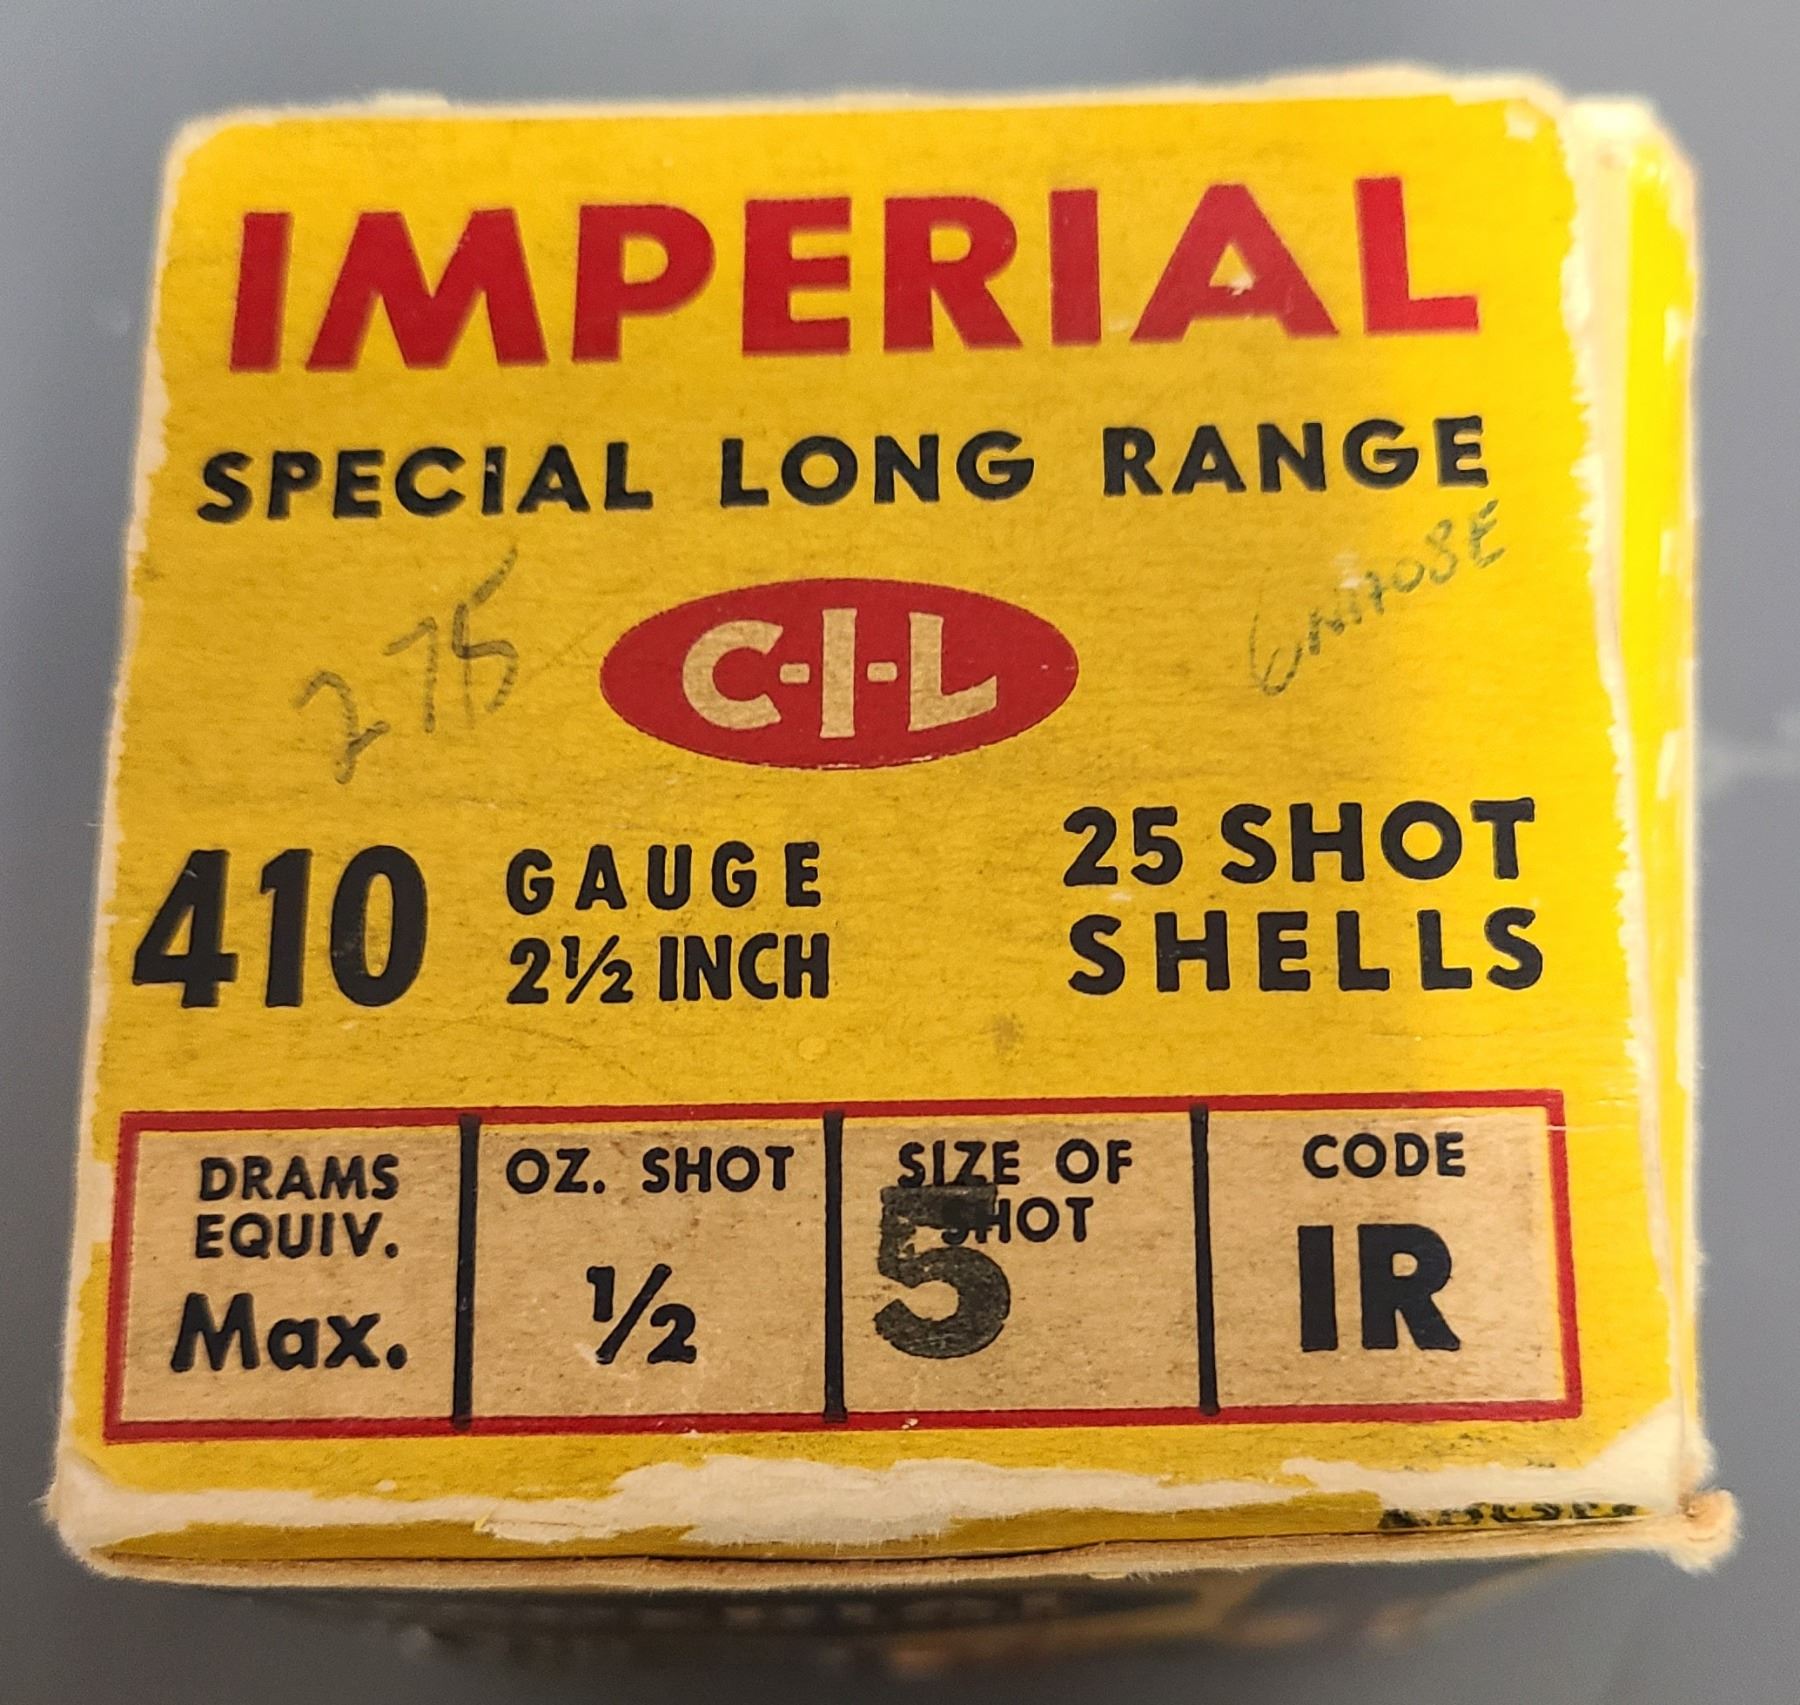 IMPERIAL
SPECIAL LONG RANGE
275
C-I-L
410 GAUGE
2½ INCH
25 SHOT
SHELLS
DRAMS
EQUIV.
Max.
OZ. SHOT
½
SIZE OF
SHOT
5
CODE
IR